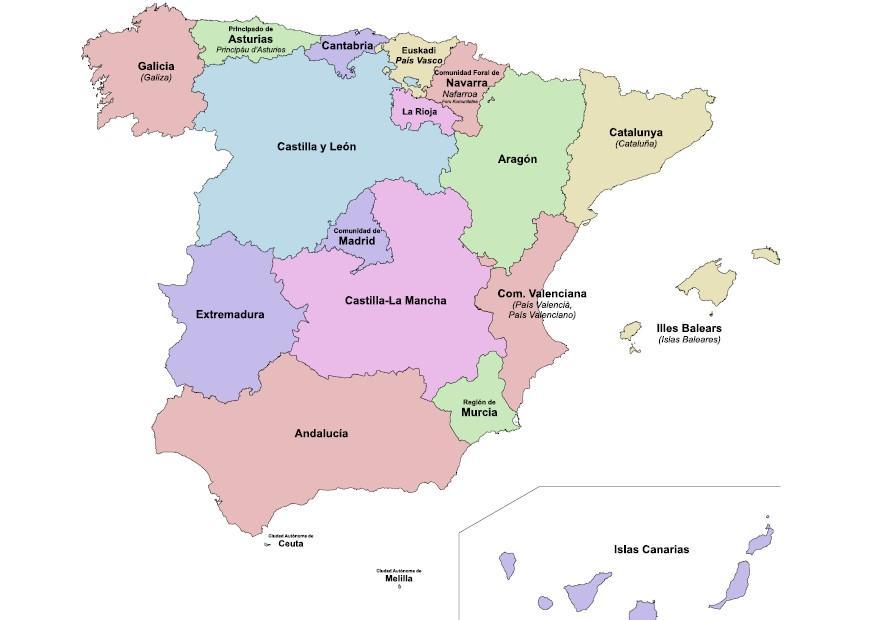 Principado de
Asturias
Principáu d'Asturies
Cantabria
Euskadi
País Vasco
Galicia
(Galiza)
Comunidad Foral de
Navarra
Nafarroa
Foru Komunitatea
La Rioja
Castilla y León
Aragón
Catalunya
(Cataluña)
Comunidad de
Madrid
Extremadura
Castilla-La Mancha
Com. Valenciana
(País Valencià,
País Valenciano)
Illes Balears
(Islas Baleares)
Región de
Murcia
Andalucía
Ciudad Autónoma de
Ceuta
Ciudad Autónoma de
Melilla
Islas Canarias